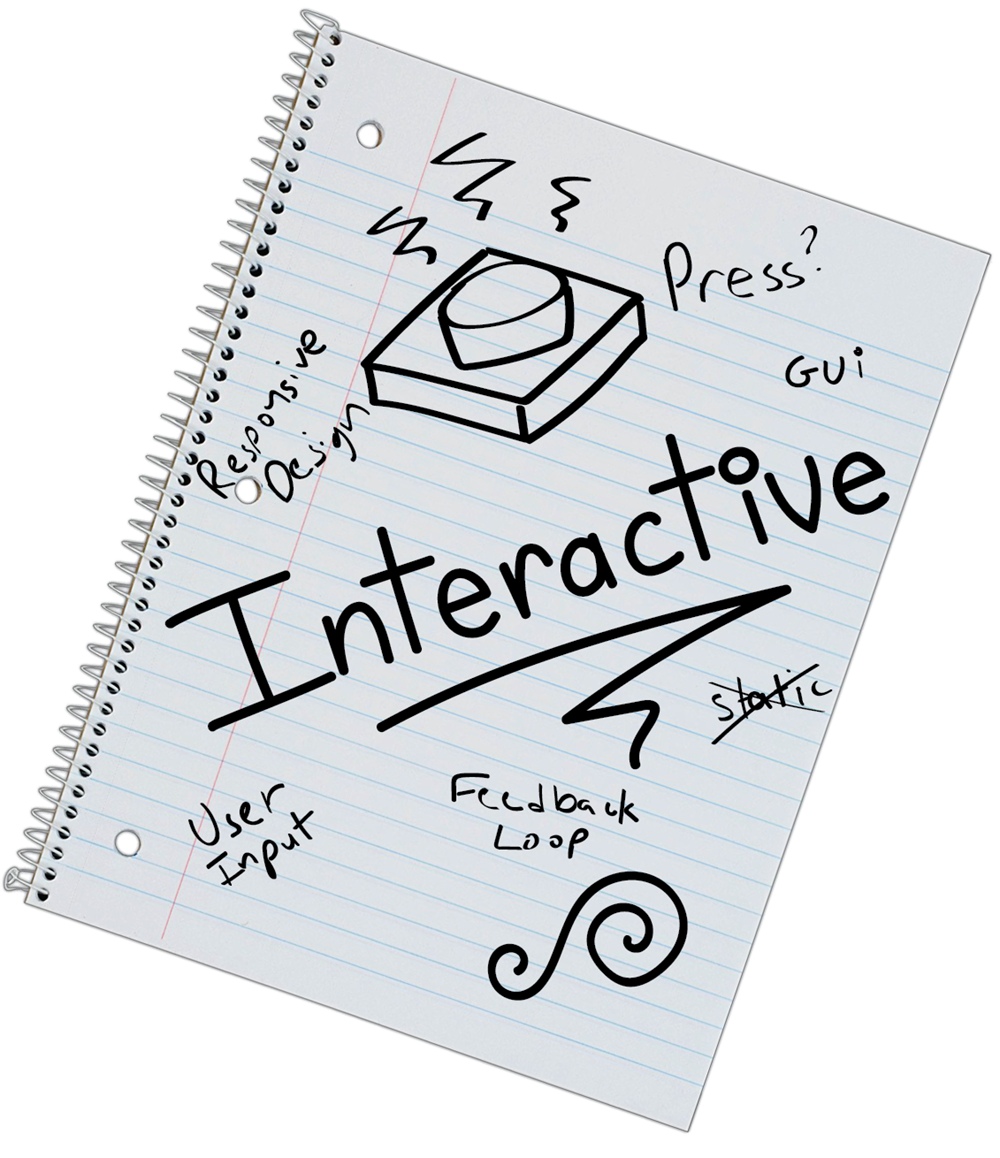 Press?
GUi
Responsive
Design
Interactive
static
Feedback
Loop
User
Input